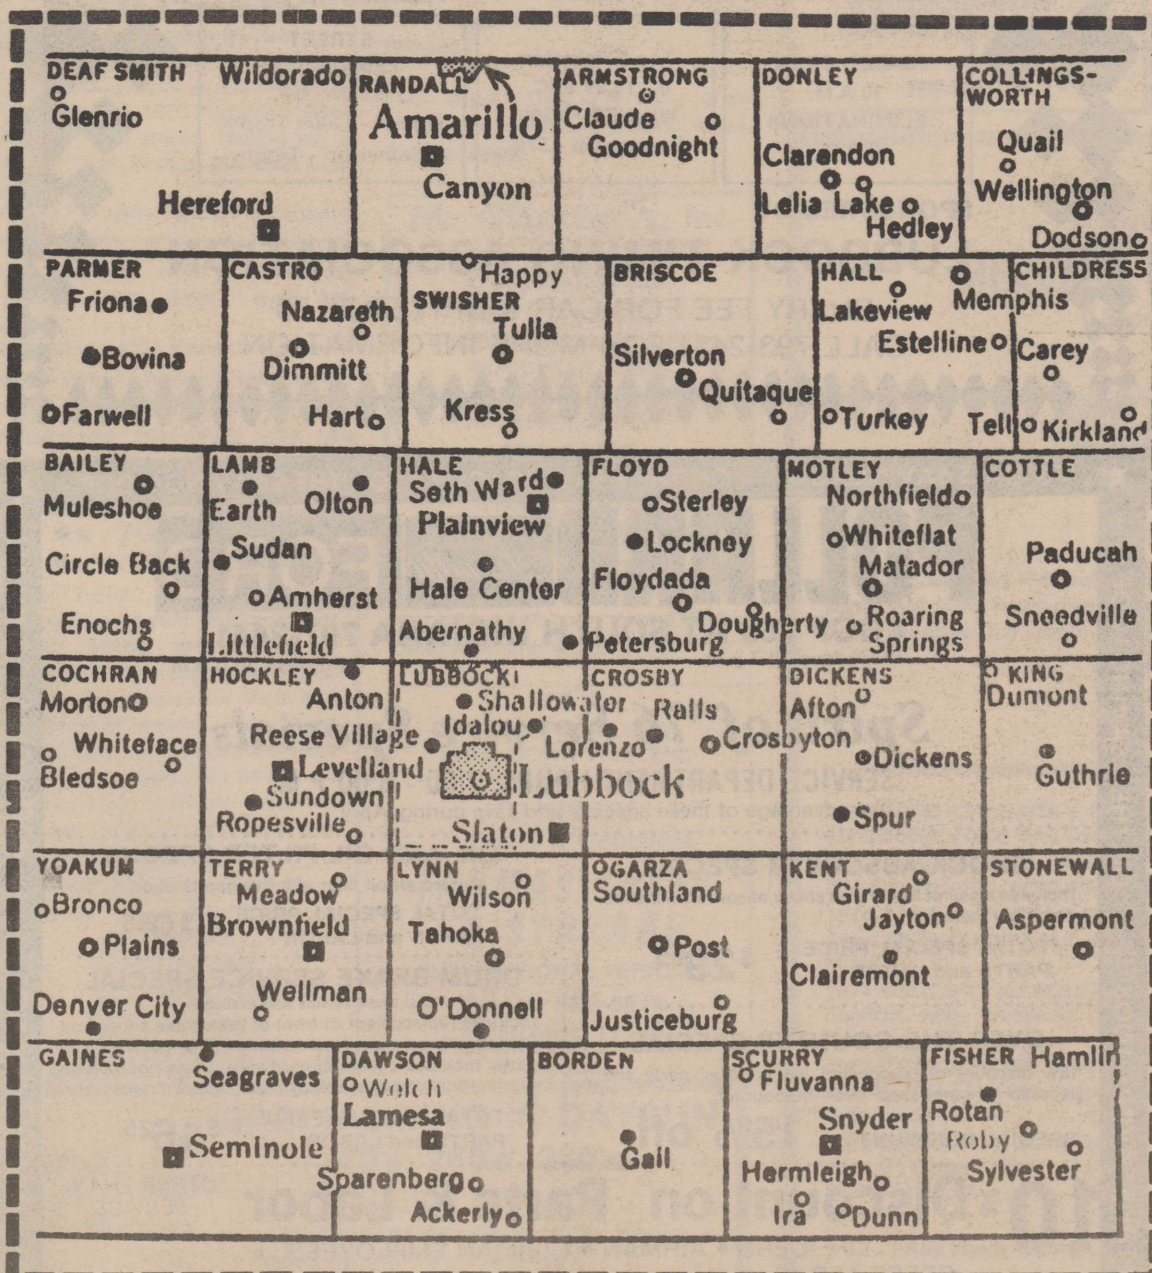 DEAF SMITH
Wildorado
Glenrio
Hereford
RANDALL
Amarillo
Canyon
ARMSTRONG
Claude
Goodnight
DONLEY
Clarendon
Lelia Lake
Hedley
COLLINGS-
WORTH
Quail
Wellington
Dodson
PARMER
Friona
Bovina
Farwell
CASTRO
Nazareth
Dimmitt
Hart
Happy
SWISHER
Tulia
Kress
BRISCOE
Silverton
Quitaque
HALL
Lakeview
Memphis
Estelline
Turkey
Tell
CHILDRESS
Carey
Kirkland
BAILEY
Muleshoe
Circle Back
Enochs
LAMB
Earth
Olton
Sudan
Amherst
Littlefield
HALE
Seth Ward
Plainview
Hale Center
Abernathy
FLOYD
Sterley
Lockney
Floydada
Dougherty
Petersburg
MOTLEY
Northfield
Whiteflat
Matador
Roaring
Springs
COTTLE
Paducah
Sneedville
COCHRAN
Morton
Whiteface
Bledsoe
HOCKLEY
Anton
Reese Village
Levelland
Sundown
Ropesville
LUBBOCK
Shallowater
Idalou
Lubbock
Slaton
CROSBY
Ralls
Lorenzo
Crosbyton
DICKENS
Afton
Dickens
Spur
KING
Dumont
Guthrie
YOAKUM
Bronco
Plains
Denver City
TERRY
Meadow
Brownfield
Wellman
LYNN
Wilson
Tahoka
O'Donnell
GARZA
Southland
Post
Justiceburg
KENT
Girard
Jayton
Clairemont
STONEWALL
Aspermont
GAINES
Seagraves
Seminole
DAWSON
Welch
Lamesa
Sparenberg
Ackerly
BORDEN
Gail
SCURRY
Fluvanna
Snyder
Hermleigh
Ira
Dunn
FISHER
Hamlin
Rotan
Roby
Sylvester